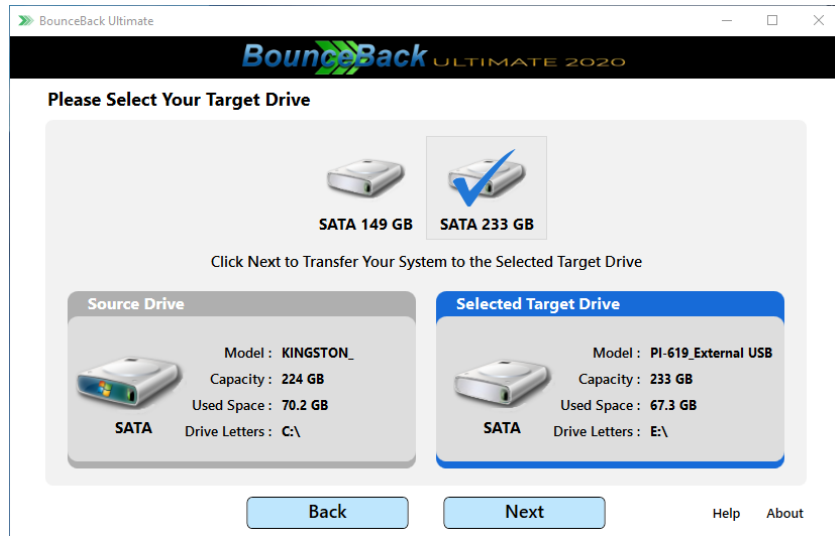 BounceBack Ultimate
BounceBack ULTIMATE 2020
Please Select Your Target Drive
SATA 149 GB
SATA 233 GB
Click Next to Transfer Your System to the Selected Target Drive
Source Drive
Model : KINGSTON_
Capacity : 224 GB
Used Space : 70.2 GB
SATA
Drive Letters : C:\
Selected Target Drive
Model : PI-619_External USB
Capacity : 233 GB
Used Space : 67.3 GB
SATA
Drive Letters : E:\
Back
Next
Help
About